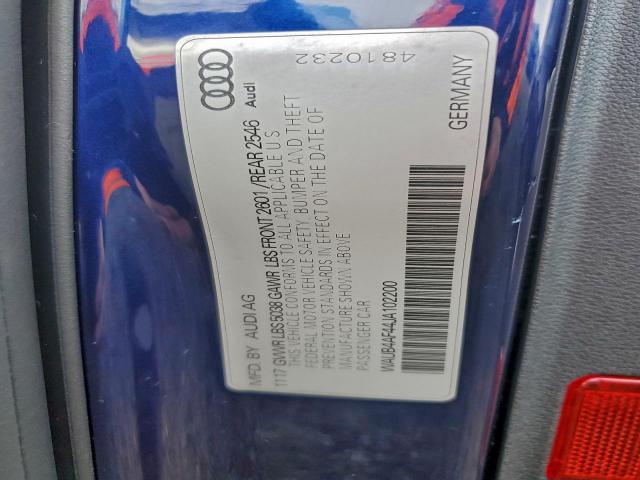 MFD. BY AUDI AG
11 17 GVWR LBS 5038 GAWR LBS FRONT 2601/REAR 2546
THIS VEHICLE CONFORMS TO ALL APPLICABLE U S
FEDERAL MOTOR VEHICLE SAFETY, BUMPER AND THEFT
PREVENTION STANDARDS IN EFFECT ON THE DATE OF
MANUFACTURE SHOWN ABOVE
PASSENGER CAR
WAUB4AF44JA102200
Audi
4810232
GERMANY